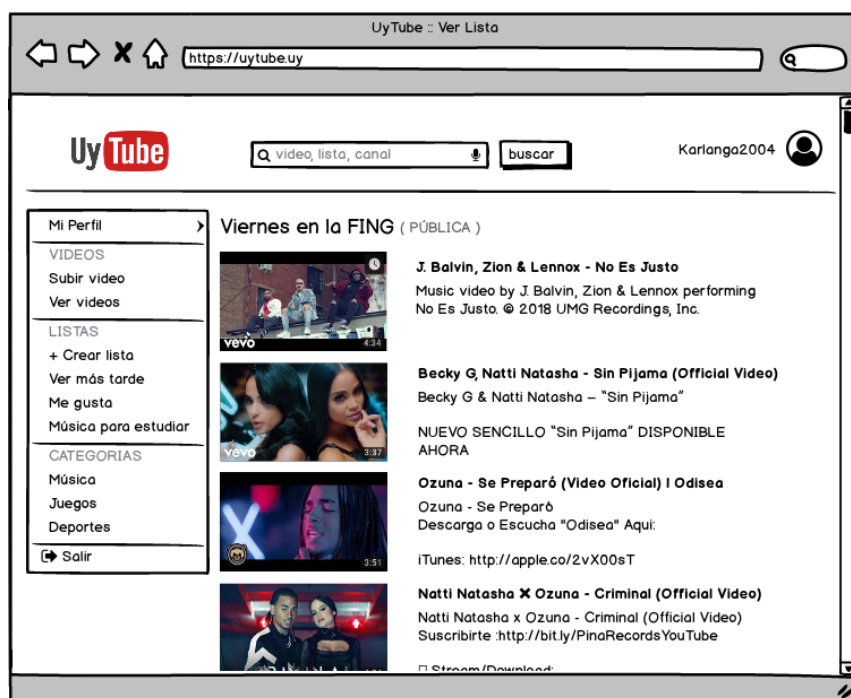 UyTube :: Ver Lista
https://uytube.uy
UyTube
video, lista, canal
buscar
Karlanga2004
Mi Perfil
VIDEOS
Subir video
Ver videos
LISTAS
+ Crear lista
Ver más tarde
Me gusta
Música para estudiar
CATEGORIAS
Música
Juegos
Deportes
Salir
Viernes en la FING ( PÚBLICA )
vevo
4:34
J. Balvin, Zion & Lennox - No Es Justo
Music video by J. Balvin, Zion & Lennox performing
No Es Justo. © 2018 UMG Recordings, Inc.
vevo
3:37
Becky G, Natti Natasha - Sin Pijama (Official Video)
Becky G & Natti Natasha – “Sin Pijama”
NUEVO SENCILLO “Sin Pijama” DISPONIBLE
AHORA
3:51
Ozuna - Se Preparó (Video Oficial) | Odisea
Ozuna - Se Preparó
Descarga o Escucha "Odisea" Aqui:
iTunes: http://apple.co/2vX00sT
Natti Natasha ❌ Ozuna - Criminal (Official Video)
Natti Natasha x Ozuna - Criminal (Official Video)
Suscribirte :http://bit.ly/PinaRecordsYouTube
Stream/Download: